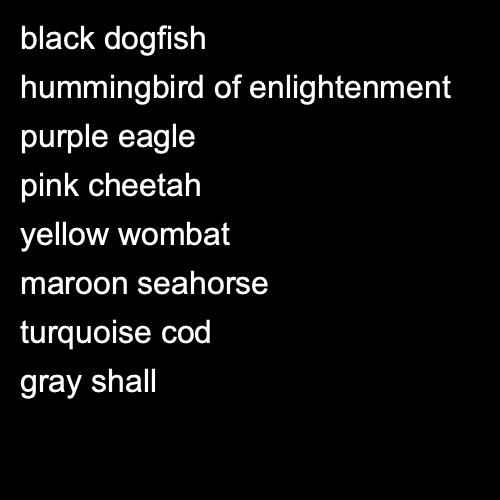 black dogfish
hummingbird of enlightenment
purple eagle
pink cheetah
yellow wombat
maroon seahorse
turquoise cod
gray shall